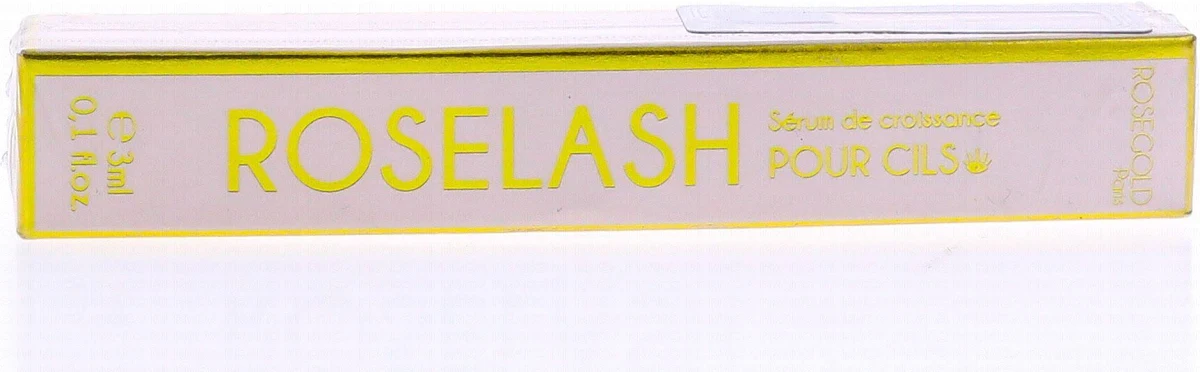 ℮ 3ml
0,1 fl.oz.
ROSELASH
Sérum de croissance
POUR CILS
ROSEGOLD
Paris